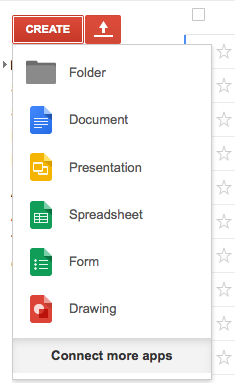 CREATE
Folder
Document
Presentation
Spreadsheet
Form
Drawing
Connect more apps